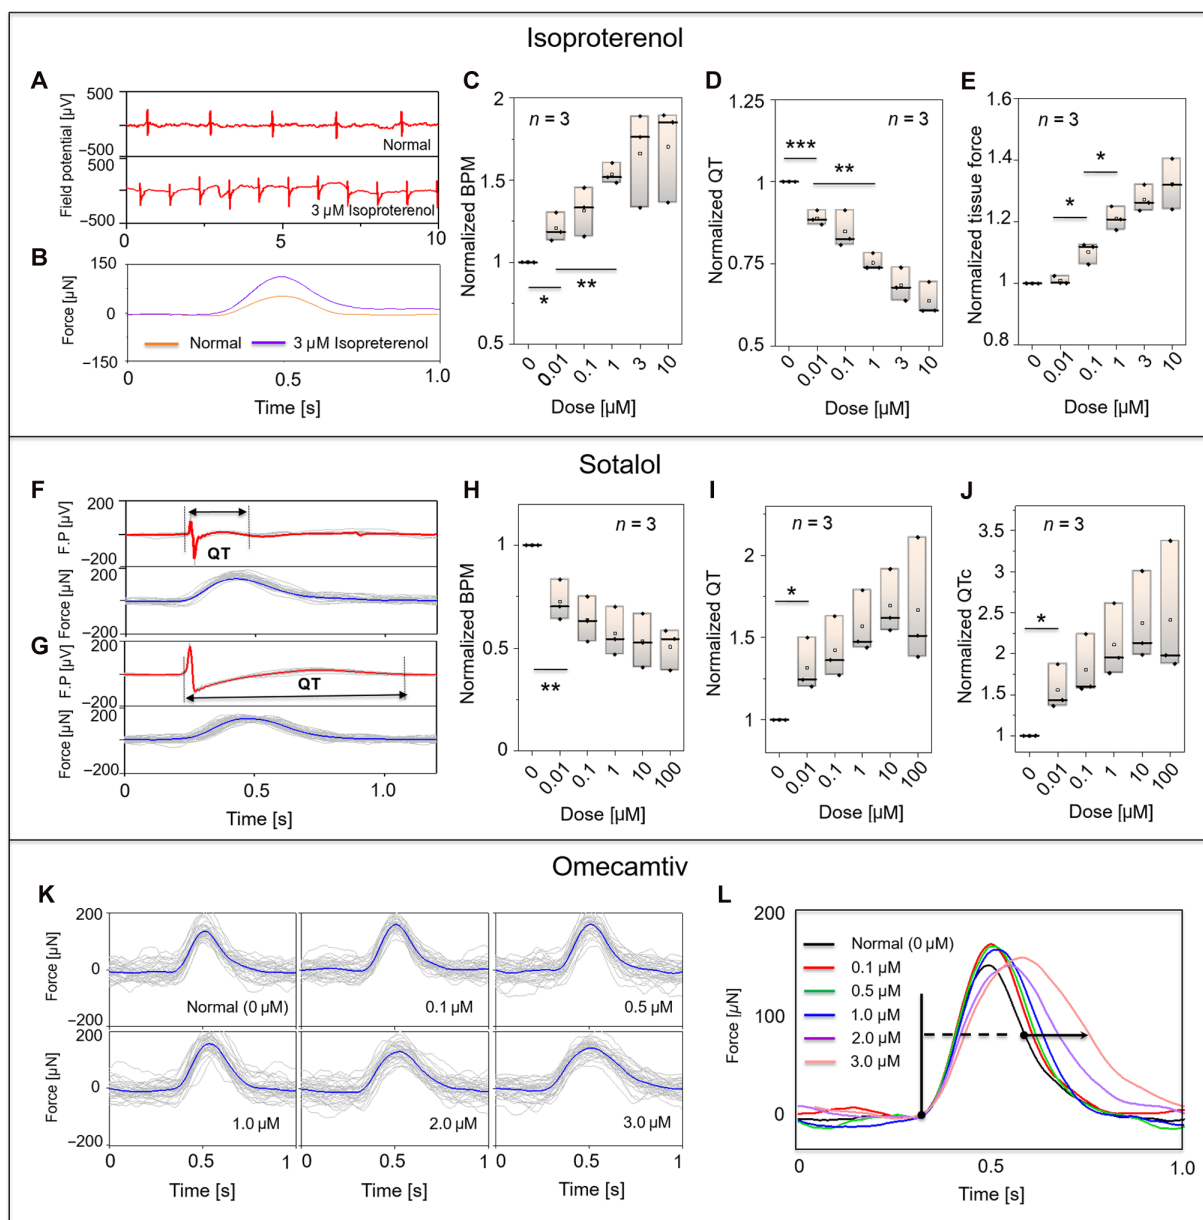 Isoproterenol
A
500
−500
500
−500
Field potential [µV]
Normal
3 µM Isoproterenol
0
5
10
B
150
0
−150
Force [µN]
Normal
3 µM Isopreterenol
0
0.5
1.0
Time [s]
C
2
1.5
1
0.5
Normalized BPM
n = 3
*
**
0
0.01
0.1
1
3
10
Dose [µM]
D
1.25
1
0.75
0.5
Normalized QT
n = 3
***
**
0
0.01
0.1
1
3
10
Dose [µM]
E
1.6
1.4
1.2
1
0.8
Normalized tissue force
n = 3
*
*
0
0.01
0.1
1
3
10
Dose [µM]
Sotalol
F
200
−200
F.P [µV]
QT
200
−200
Force [µN]
G
200
−200
F.P [µV]
QT
200
−200
Force [µN]
0
0.5
1.0
Time [s]
H
1
0.5
0
Normalized BPM
n = 3
**
0
0.01
0.1
1
10
100
Dose [µM]
I
2
1.5
1
Normalized QT
n = 3
*
0
0.01
0.1
1
10
100
Dose [µM]
J
3.5
3
2.5
2
1.5
1
Normalized QTc
n = 3
*
0
0.01
0.1
1
10
100
Dose [µM]
Omecamtiv
K
200
0
−200
Force [µN]
Normal (0 µM)
0.1 µM
0.5 µM
200
0
−200
Force [µN]
1.0 µM
2.0 µM
3.0 µM
0
0.5
1 0
0.5
1 0
0.5
1
Time [s]
Time [s]
Time [s]
L
200
100
0
Force [µN]
Normal (0 µM)
0.1 µM
0.5 µM
1.0 µM
2.0 µM
3.0 µM
0
0.5
1.0
Time [s]